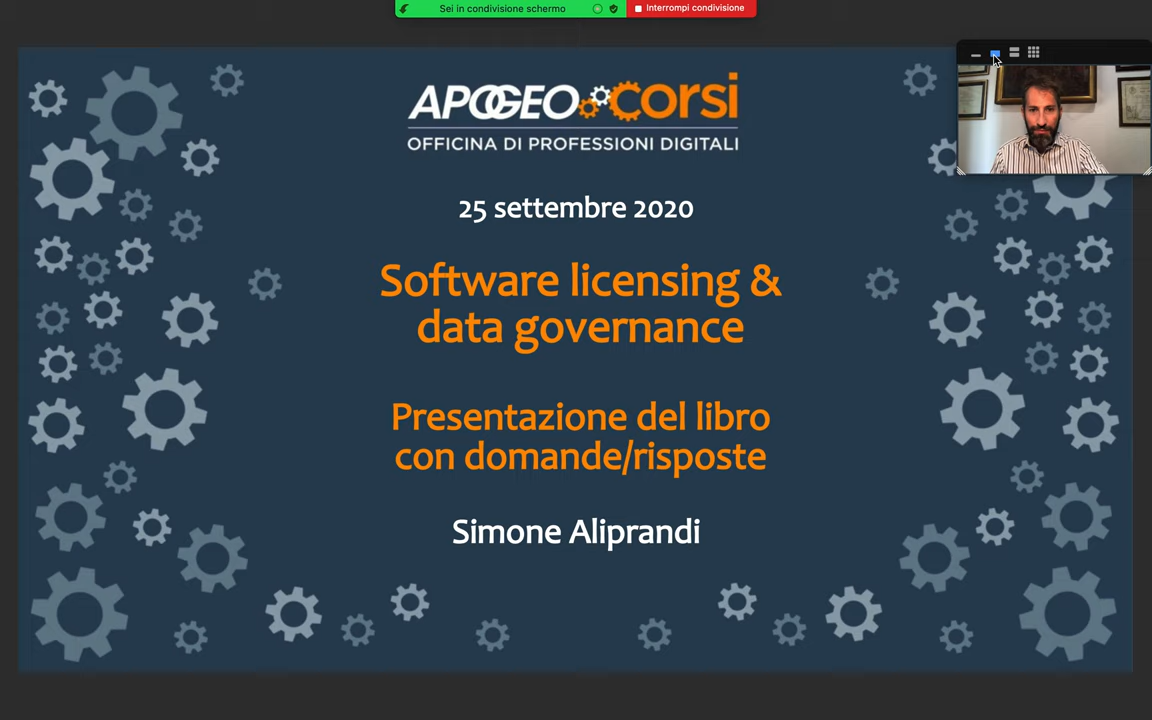 Sei in condivisione schermo
Interrompi condivisione
APOGEO CORSI
OFFICINA DI PROFESSIONI DIGITALI
25 settembre 2020
Software licensing &
data governance
Presentazione del libro
con domande/risposte
Simone Aliprandi